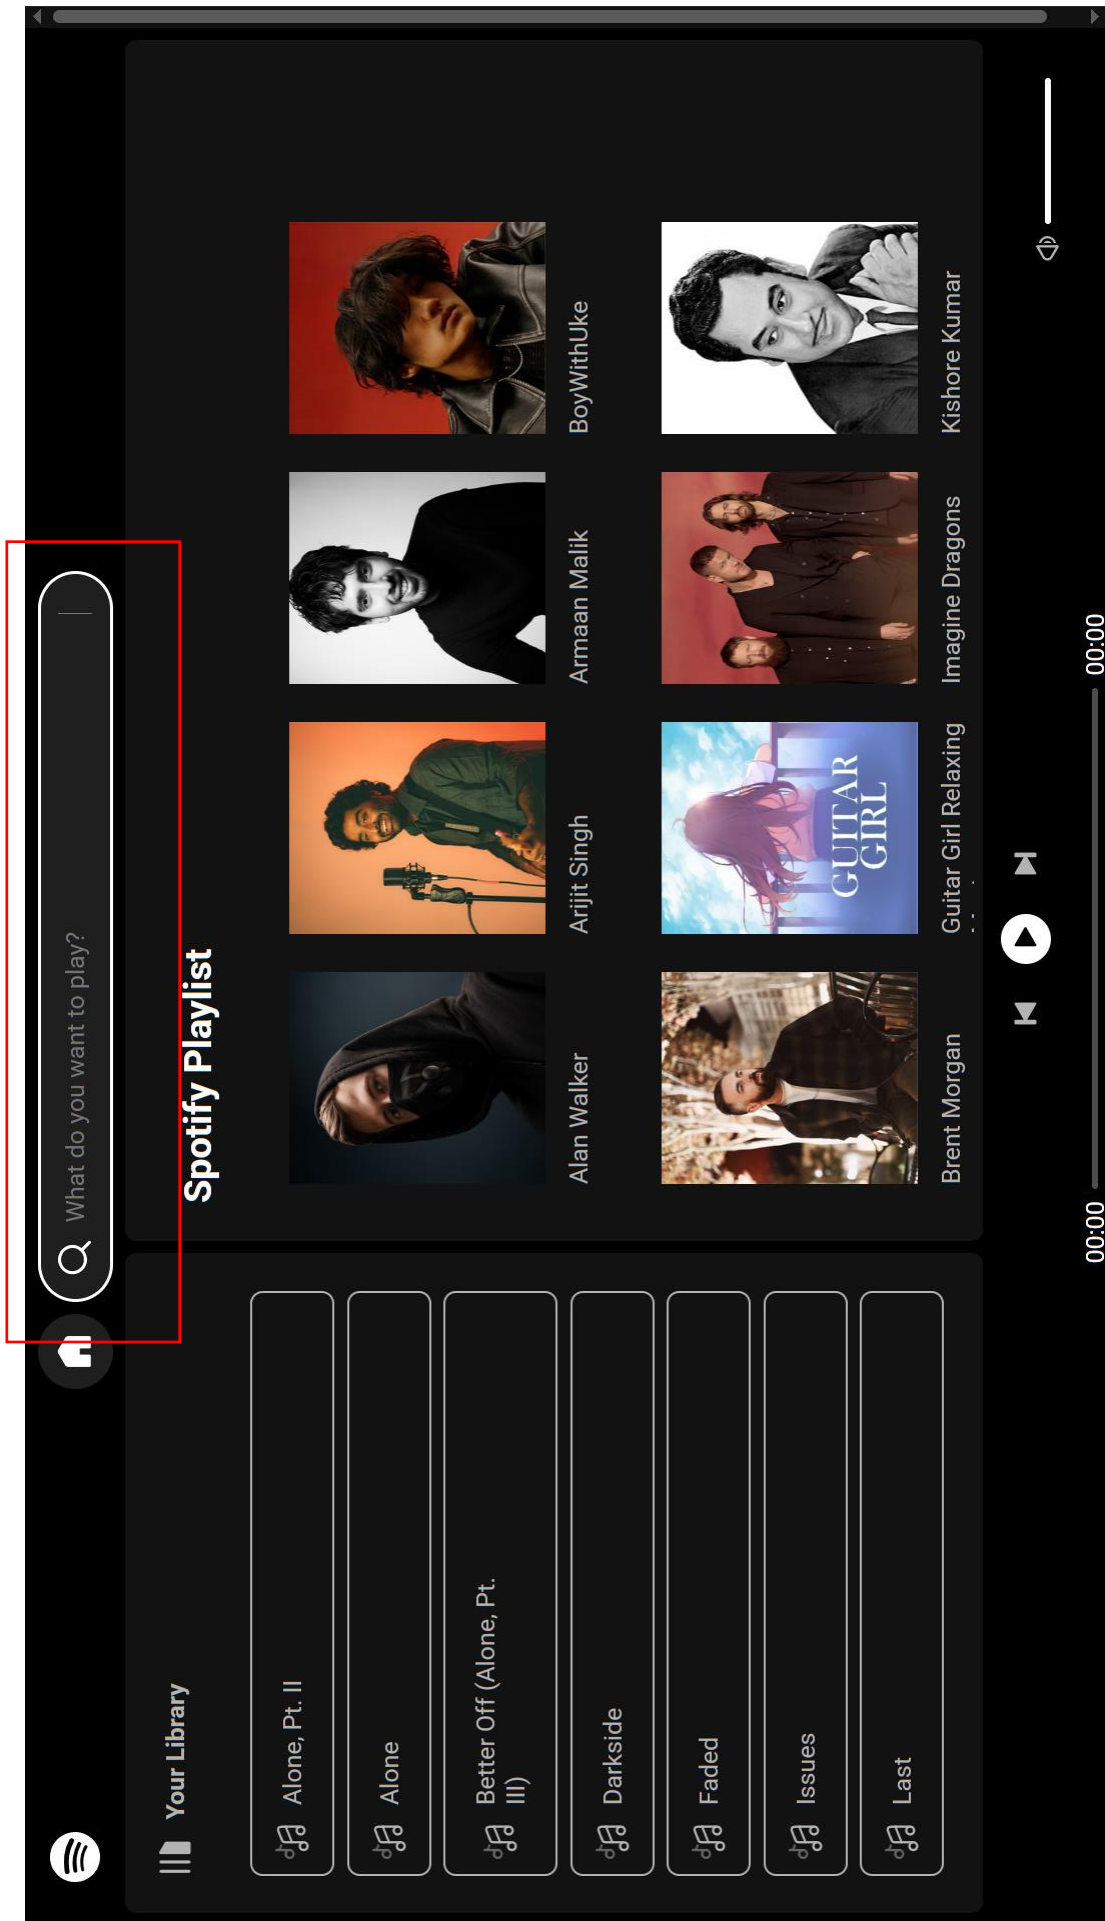 What do you want to play?
Your Library
Alone, Pt. II
Alone
Better Off (Alone, Pt.
III)
Darkside
Faded
Issues
Last
Spotify Playlist
Alan Walker
Arijit Singh
Armaan Malik
BoyWithUke
GUITAR
GIRL
Brent Morgan
Guitar Girl Relaxing
Imagine Dragons
Kishore Kumar
00:00
00:00